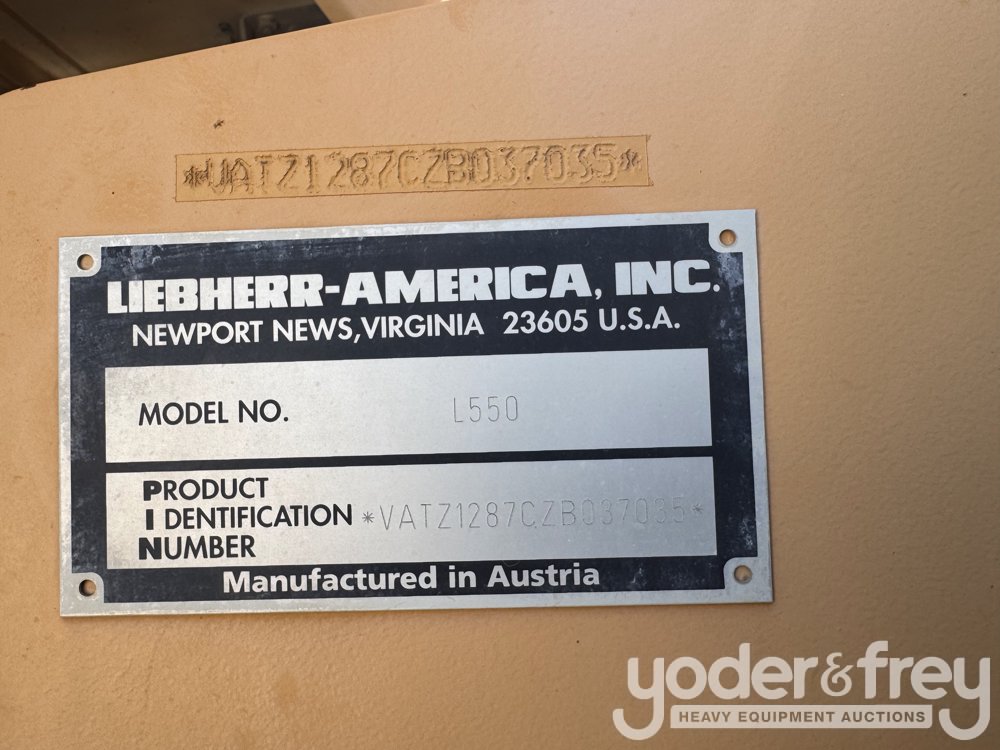 *VATZ1287CZB037035*
LIEBHERR-AMERICA, INC.
NEWPORT NEWS, VIRGINIA 23605 U.S.A.
MODEL NO. L550
PRODUCT
IDENTIFICATION *VATZ1287CZB037035*
NUMBER
Manufactured in Austria
yoder&frey
HEAVY EQUIPMENT AUCTIONS